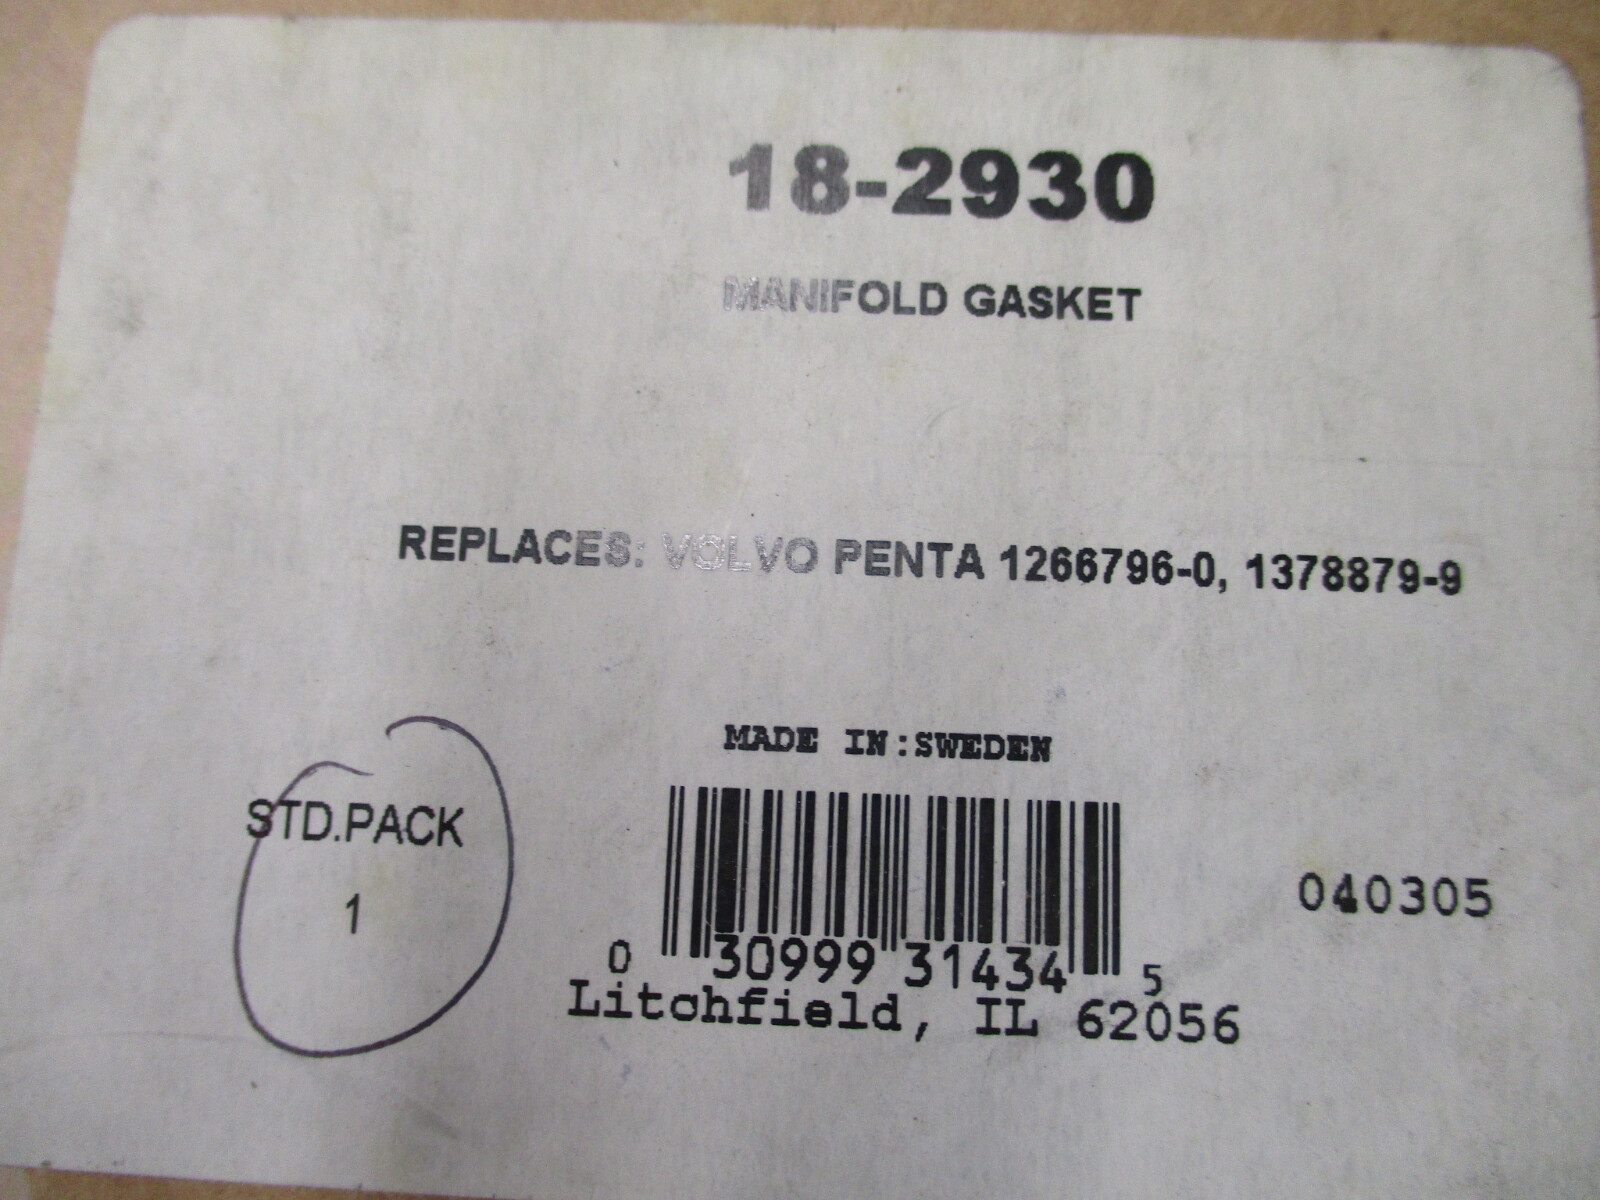 18-2930
MANIFOLD GASKET
REPLACES: VOLVO PENTA 1266796-0, 1378879-9
MADE IN:SWEDEN
STD.PACK
1
040305
0 30999 31434 5
Litchfield, IL 62056